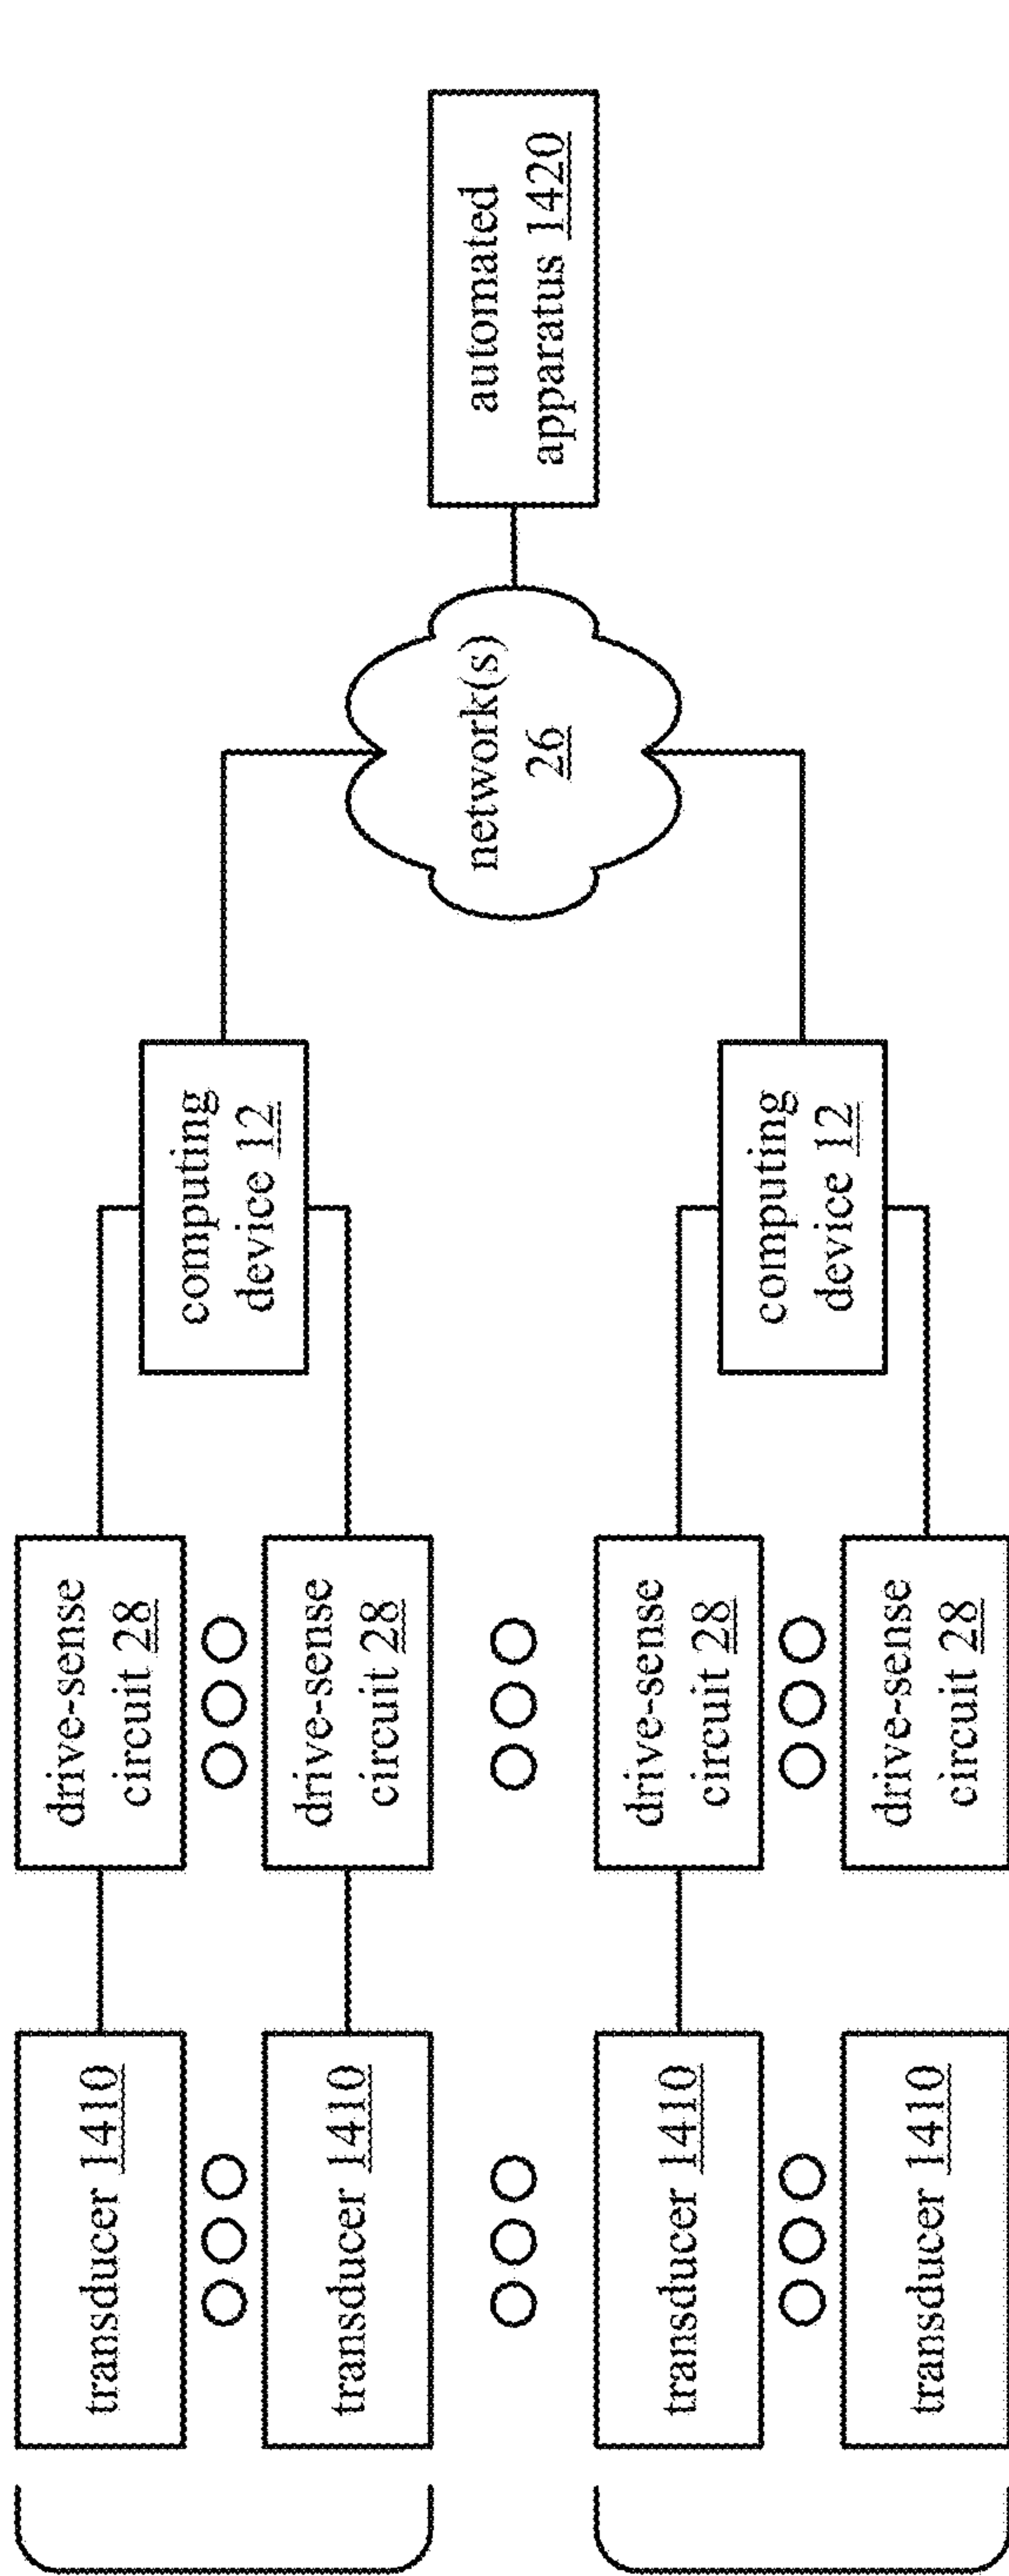 transducer 1410
drive-sense
circuit 28
transducer 1410
drive-sense
circuit 28
computing
device 12
transducer 1410
drive-sense
circuit 28
transducer 1410
drive-sense
circuit 28
computing
device 12
network(s)
26
automated
apparatus 1420